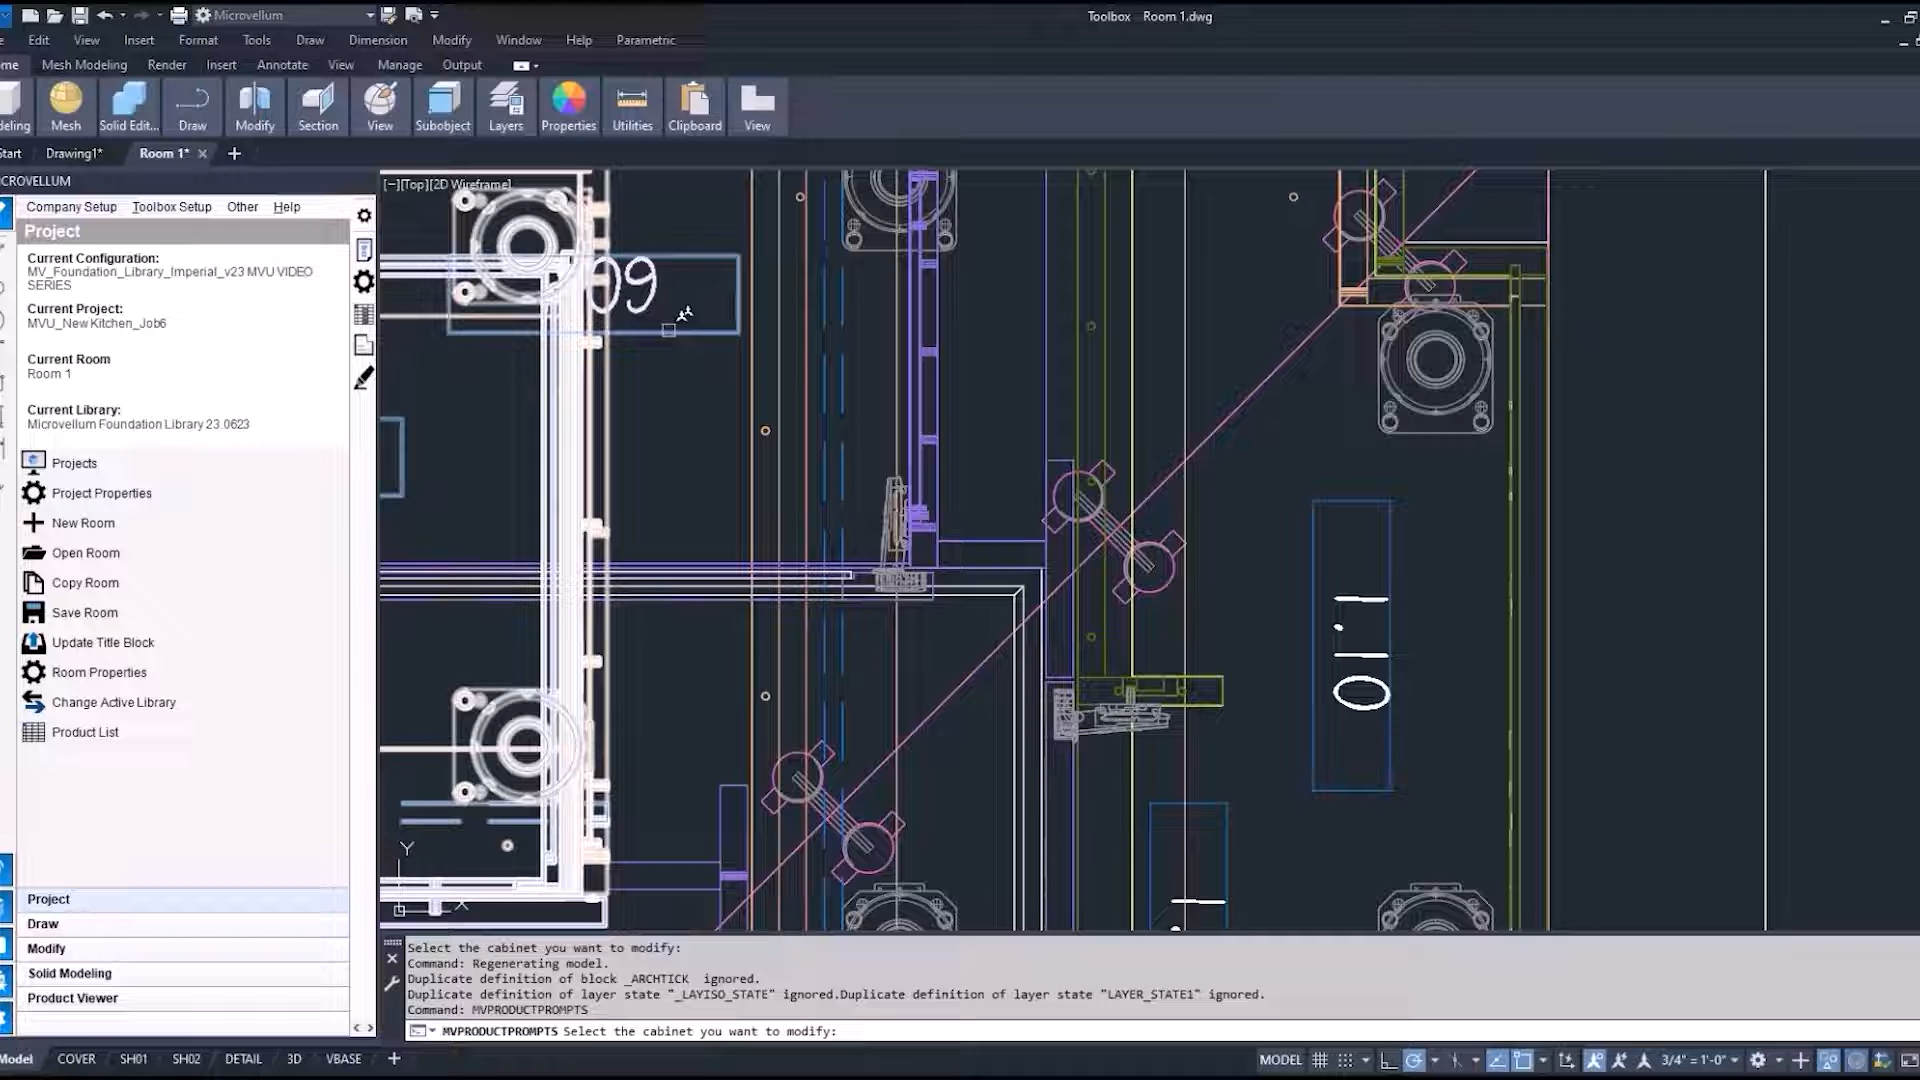 Microvellum
Toolbox Room 1.dwg
Edit View Insert Format Tools Draw Dimension Modify Window Help Parametric
ome Mesh Modeling Render Insert Annotate View Manage Output
deling Mesh Solid Edit... Draw Modify Section View Subobject Layers Properties Utilities Clipboard View
Start Drawing1* Room 1*
ICROVELLUM
[−][Top][2D Wireframe]
Company Setup Toolbox Setup Other Help
Project
Current Configuration:
MV_Foundation_Library_Imperial_v23 MVU VIDEO
SERIES
Current Project:
MVU_New Kitchen_Job6
Current Room
Room 1
Current Library:
Microvellum Foundation Library 23.0623
Projects
Project Properties
New Room
Open Room
Copy Room
Save Room
Update Title Block
Room Properties
Change Active Library
Product List
Project
Draw
Modify
Solid Modeling
Product Viewer
09
Y
X
Select the cabinet you want to modify:
Command: Regenerating model.
Duplicate definition of block _ARCHTICK ignored.
Duplicate definition of layer state "_LAYISO_STATE" ignored.Duplicate definition of layer state "LAYER_STATE1" ignored.
Command: MVPRODUCTPROMPTS
MVPRODUCTPROMPTS Select the cabinet you want to modify:
Model COVER SH01 SH02 DETAIL 3D VBASE
MODEL 3/4" = 1'-0"